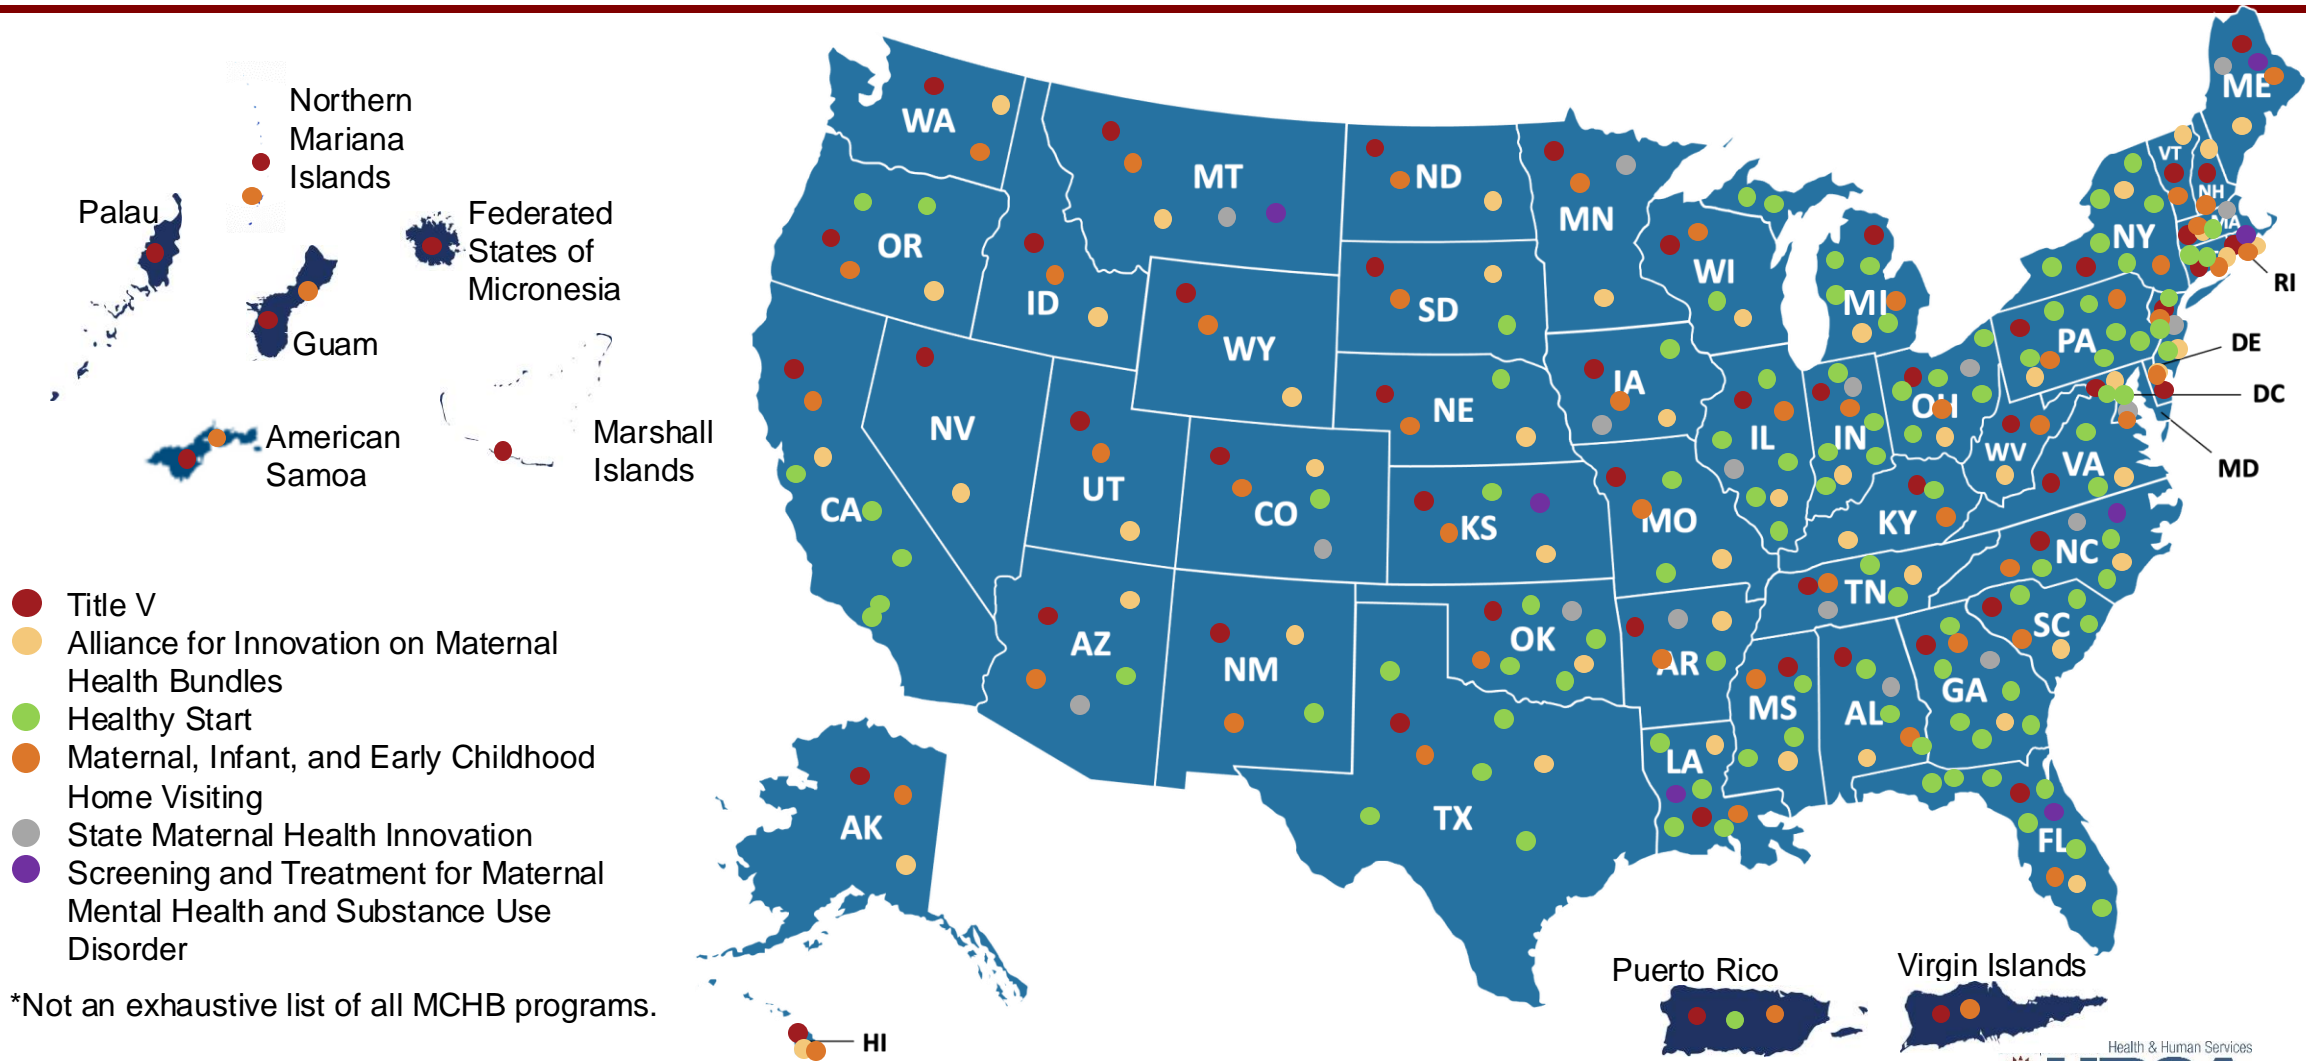 Northern
Mariana
Islands
Palau
Federated
States of
Micronesia
Guam
American
Samoa
Marshall
Islands
Title V
Alliance for Innovation on Maternal
Health Bundles
Healthy Start
Maternal, Infant, and Early Childhood
Home Visiting
State Maternal Health Innovation
Screening and Treatment for Maternal
Mental Health and Substance Use
Disorder
*Not an exhaustive list of all MCHB programs.
WA
OR
CA
NV
ID
MT
WY
UT
CO
AZ
NM
ND
SD
NE
KS
OK
TX
MN
IA
MO
AR
LA
WI
IL
MI
IN
OH
KY
TN
MS
AL
GA
FL
SC
NC
VA
WV
PA
NY
VT
NH
MA
ME
RI
DE
DC
MD
AK
HI
Puerto Rico
Virgin Islands
Health & Human Services